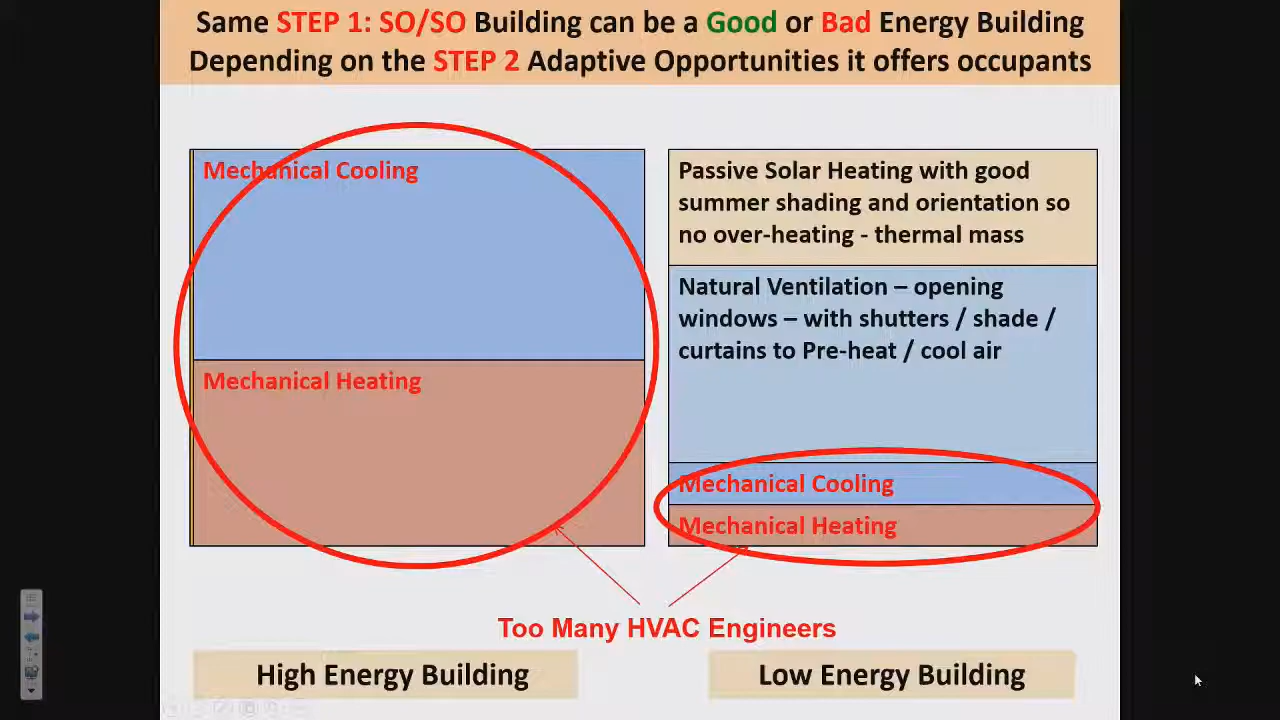 Same STEP 1: SO/SO Building can be a Good or Bad Energy Building
Depending on the STEP 2 Adaptive Opportunities it offers occupants
Mechanical Cooling
Mechanical Heating
Passive Solar Heating with good
summer shading and orientation so
no over-heating - thermal mass
Natural Ventilation – opening
windows – with shutters / shade /
curtains to Pre-heat / cool air
Mechanical Cooling
Mechanical Heating
Too Many HVAC Engineers
High Energy Building
Low Energy Building